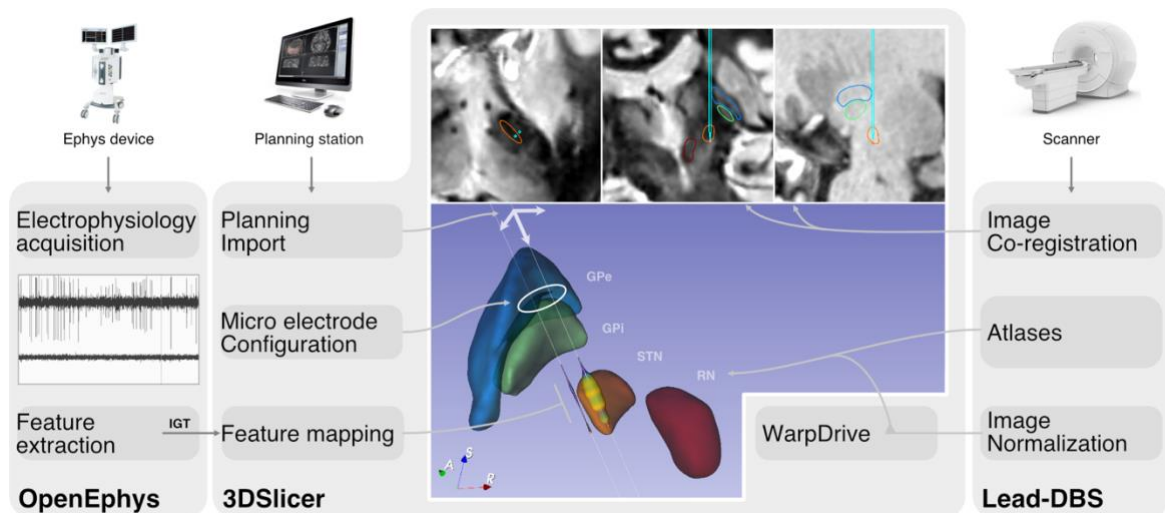 Ephys device
Planning station
Scanner
Electrophysiology
acquisition
Planning
Import
Image
Co-registration
GPe
Micro electrode
Configuration
GPi
Atlases
STN
RN
Feature
extraction
IGT
Feature mapping
WarpDrive
Image
Normalization
A
S
R
OpenEphys
3DSlicer
Lead-DBS